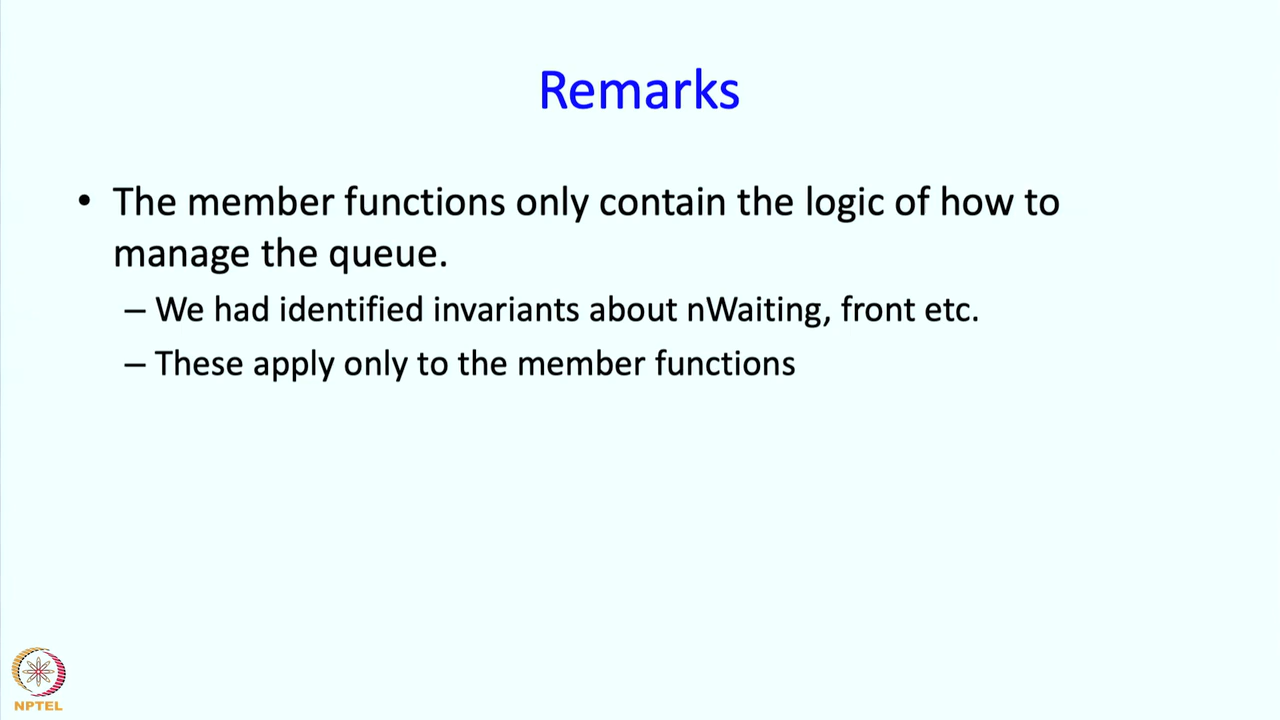 Remarks
• The member functions only contain the logic of how to
manage the queue.
– We had identified invariants about nWaiting, front etc.
– These apply only to the member functions
NPTEL